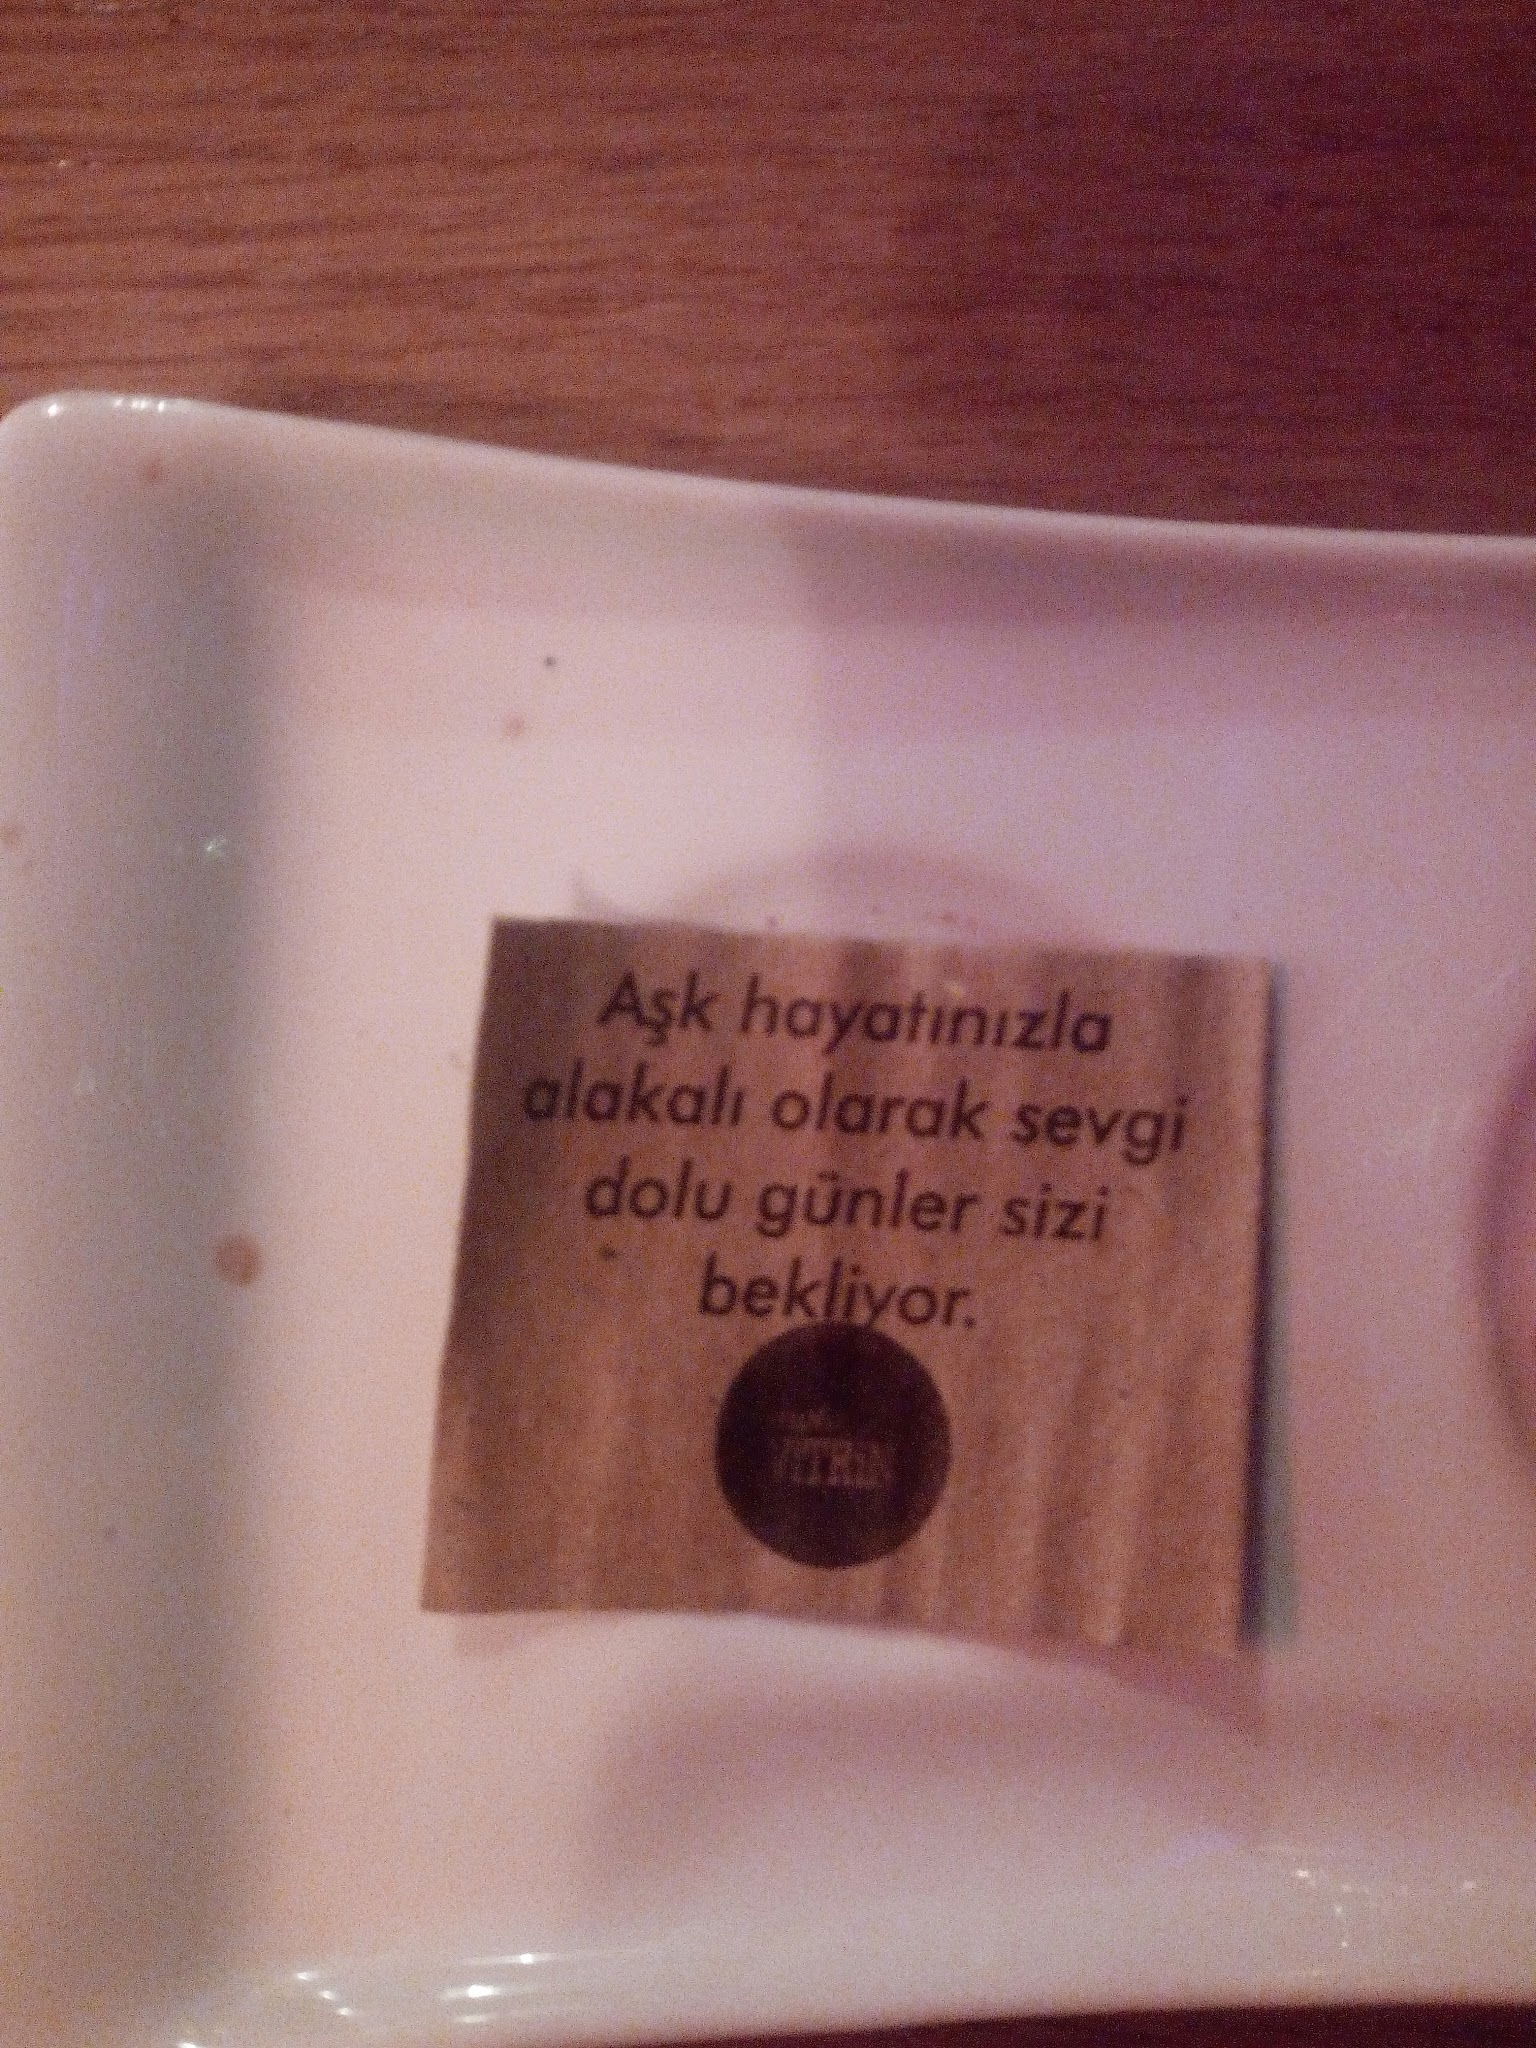 Aşk hayatınızla
alakalı olarak sevgi
dolu günler sizi
bekliyor.